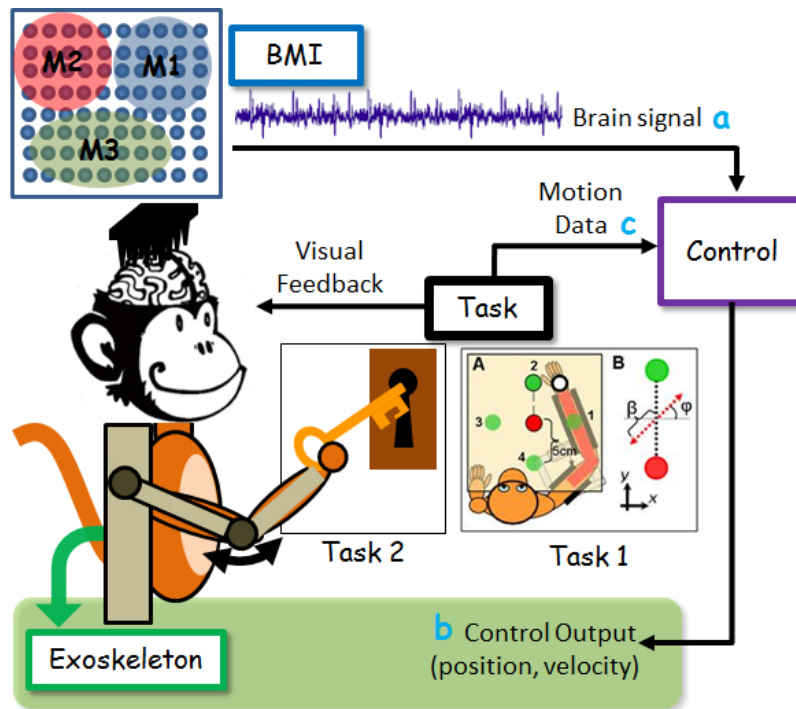 M2
M1
M3
BMI
Brain signal a
Motion
Data c
Control
Visual
Feedback
Task
A
2
3
1
4
5cm
B
β
φ
y
x
Task 2
Task 1
b Control Output
(position, velocity)
Exoskeleton